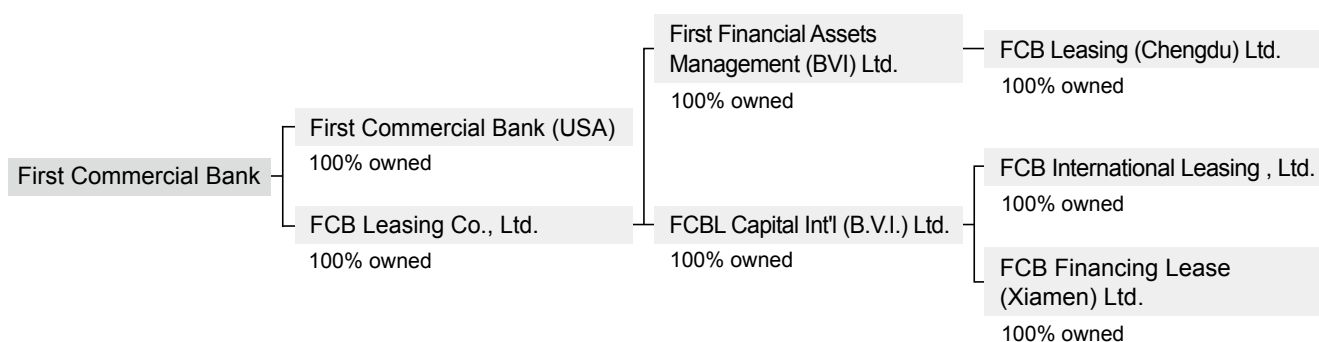 First Commercial Bank
First Commercial Bank (USA)
100% owned
FCB Leasing Co., Ltd.
100% owned
First Financial Assets
Management (BVI) Ltd.
100% owned
FCBL Capital Int'l (B.V.I.) Ltd.
100% owned
FCB Leasing (Chengdu) Ltd.
100% owned
FCB International Leasing , Ltd.
100% owned
FCB Financing Lease
(Xiamen) Ltd.
100% owned